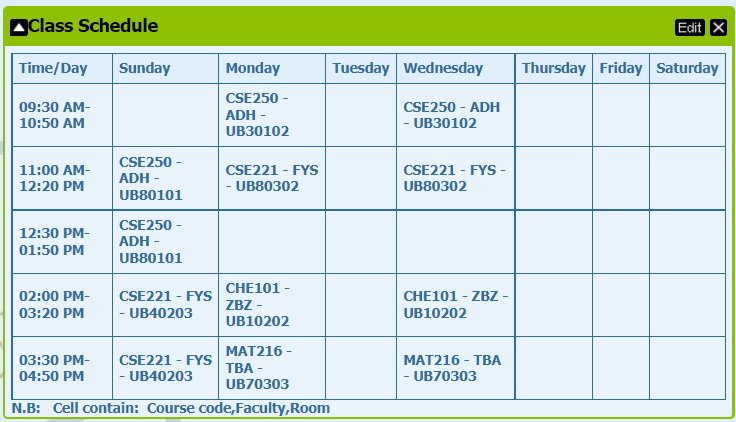 Class Schedule Edit
Time/Day Sunday Monday Tuesday Wednesday Thursday Friday Saturday
09:30 AM-
10:50 AM
CSE250 -
ADH -
UB30102
CSE250 - ADH
- UB30102
11:00 AM-
12:20 PM
CSE250 -
ADH -
UB80101
CSE221 - FYS
- UB80302
CSE221 - FYS -
UB80302
12:30 PM-
01:50 PM
CSE250 -
ADH -
UB80101
02:00 PM-
03:20 PM
CSE221 - FYS
- UB40203
CHE101 -
ZBZ -
UB10202
CHE101 - ZBZ -
UB10202
03:30 PM-
04:50 PM
CSE221 - FYS
- UB40203
MAT216 -
TBA -
UB70303
MAT216 - TBA
- UB70303
N.B: Cell contain: Course code,Faculty,Room